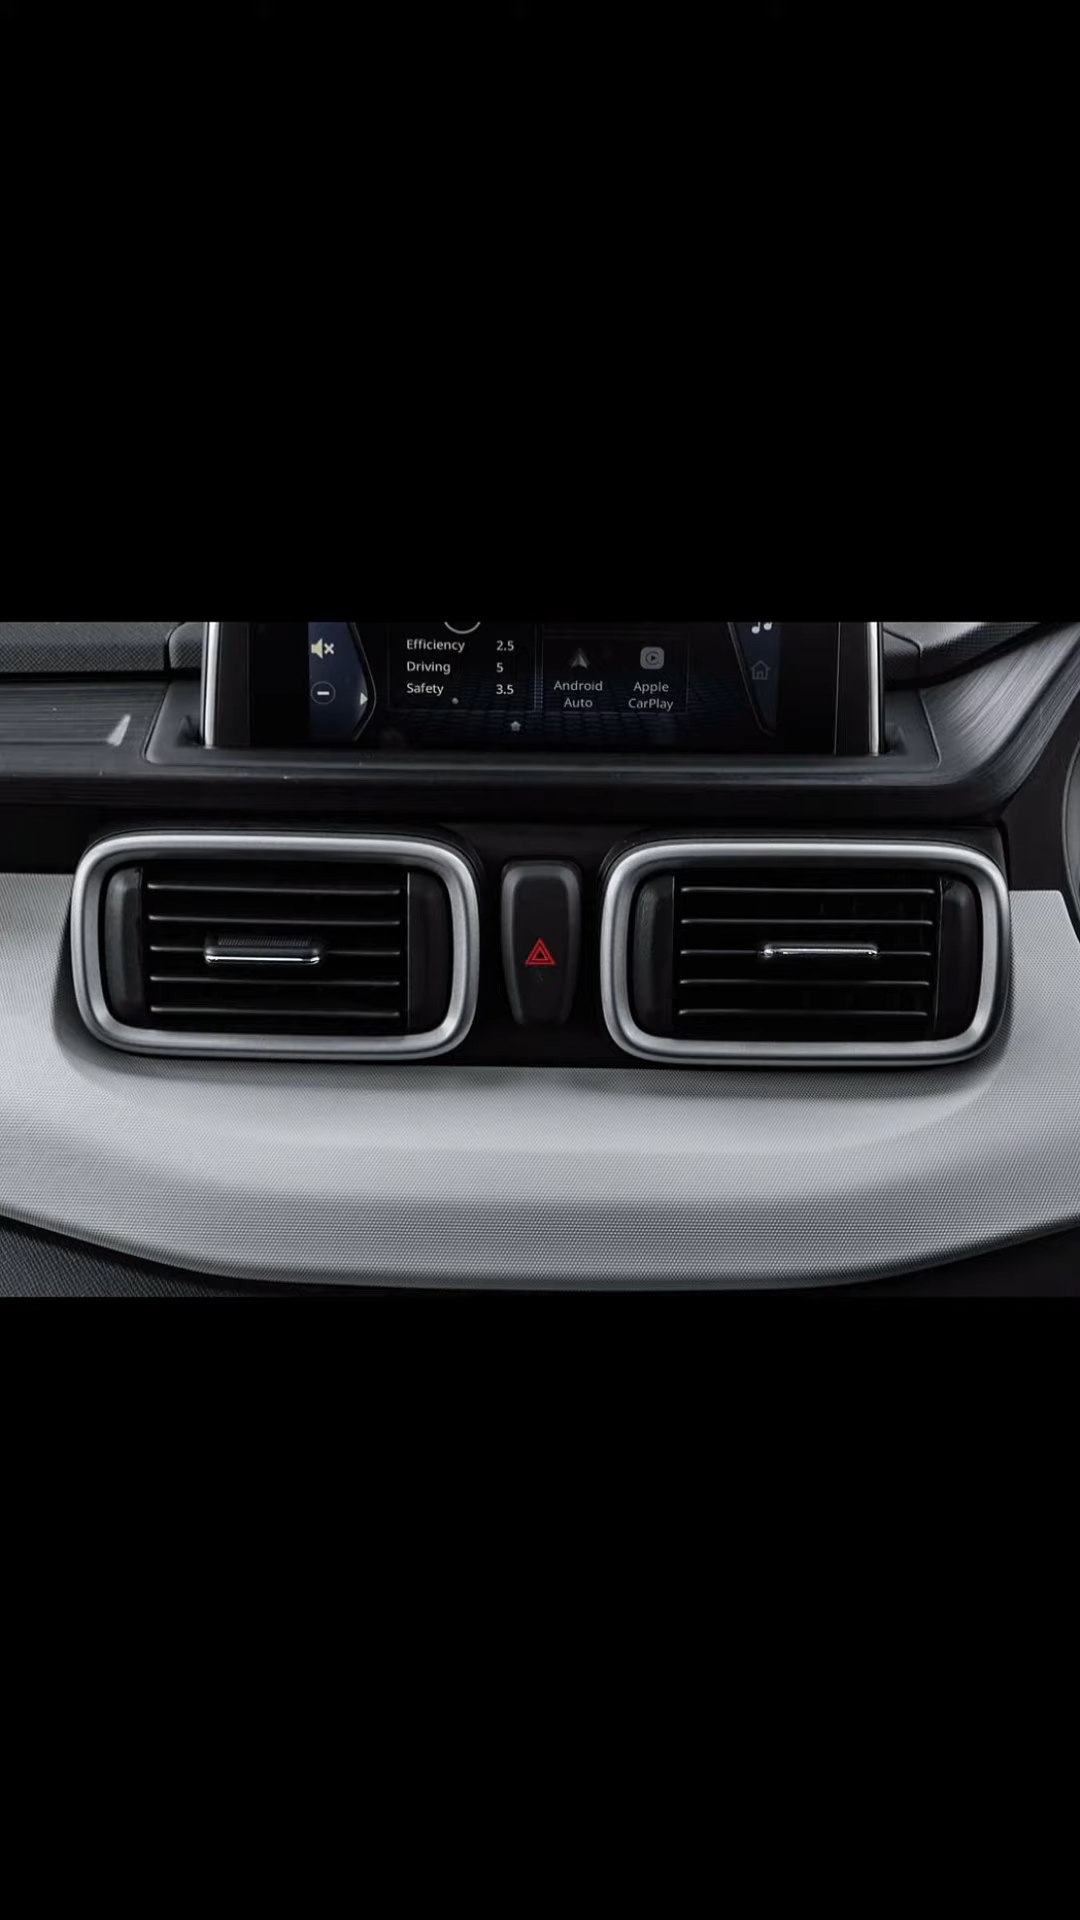 Efficiency 2.5
Driving 5
Safety 3.5
Android
Auto
Apple
CarPlay